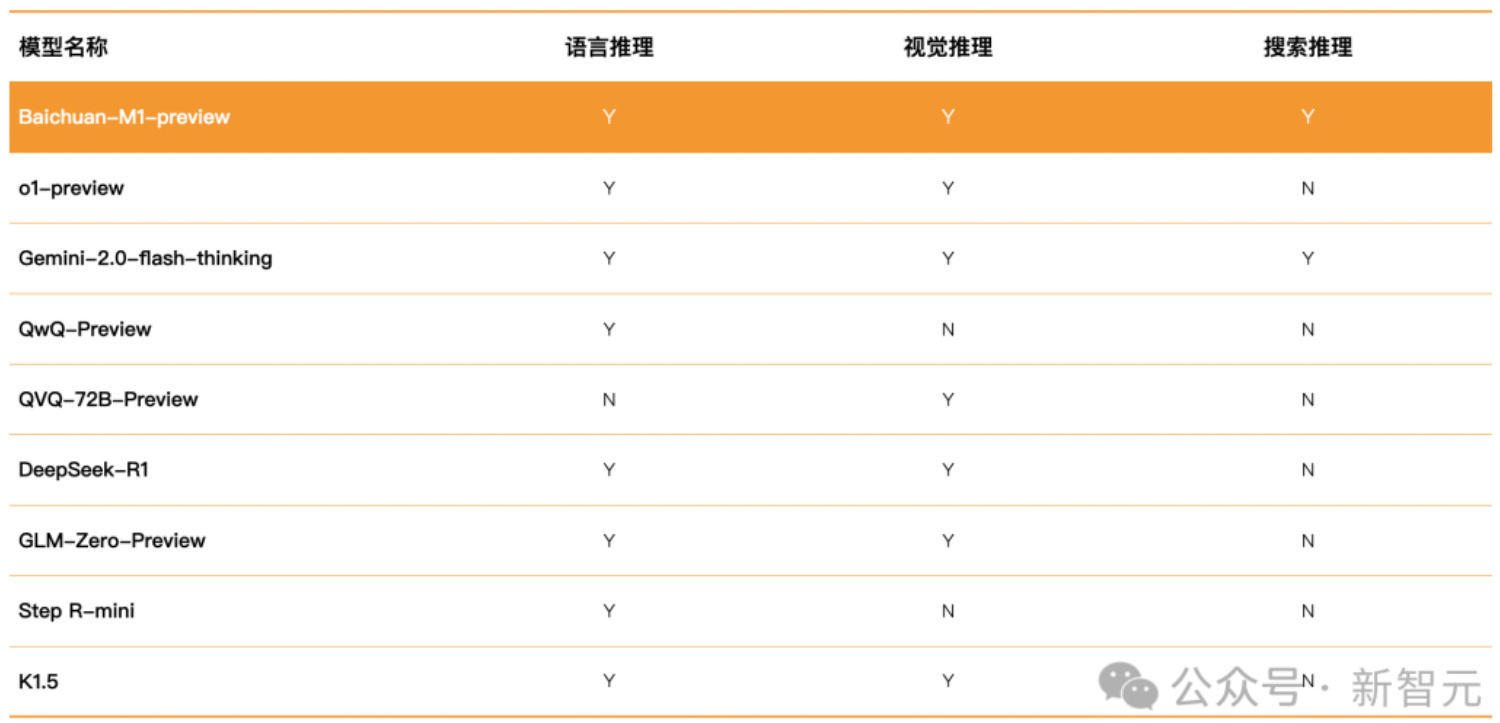 模型名称 语言推理 视觉推理 搜索推理
Baichuan-M1-preview Y Y Y
o1-preview Y Y N
Gemini-2.0-flash-thinking Y Y Y
QwQ-Preview Y N N
QVQ-72B-Preview N Y N
DeepSeek-R1 Y Y N
GLM-Zero-Preview Y Y N
Step R-mini Y N N
K1.5 Y Y N
公众号 · 新智元